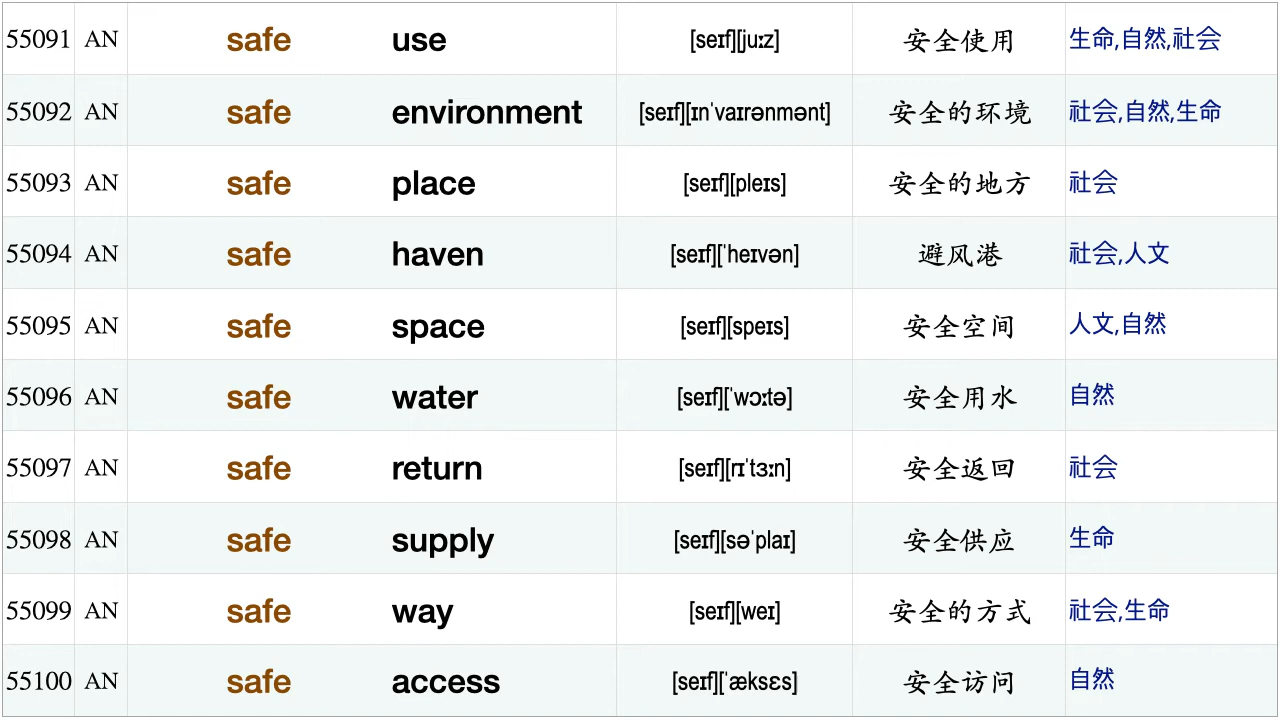 55091 AN safe use [seɪf][juɪz] 安全使用 生命,自然,社会
55092 AN safe environment [seɪf][ɪnˈvaɪrənmənt] 安全的环境 社会,自然,生命
55093 AN safe place [seɪf][pleɪs] 安全的地方 社会
55094 AN safe haven [seɪf][ˈheɪvən] 避风港 社会,人文
55095 AN safe space [seɪf][speɪs] 安全空间 人文,自然
55096 AN safe water [seɪf][ˈwɔːtə] 安全用水 自然
55097 AN safe return [seɪf][rɪˈtɜːn] 安全返回 社会
55098 AN safe supply [seɪf][səˈplaɪ] 安全供应 生命
55099 AN safe way [seɪf][weɪ] 安全的方式 社会,生命
55100 AN safe access [seɪf][ˈæksɛs] 安全访问 自然